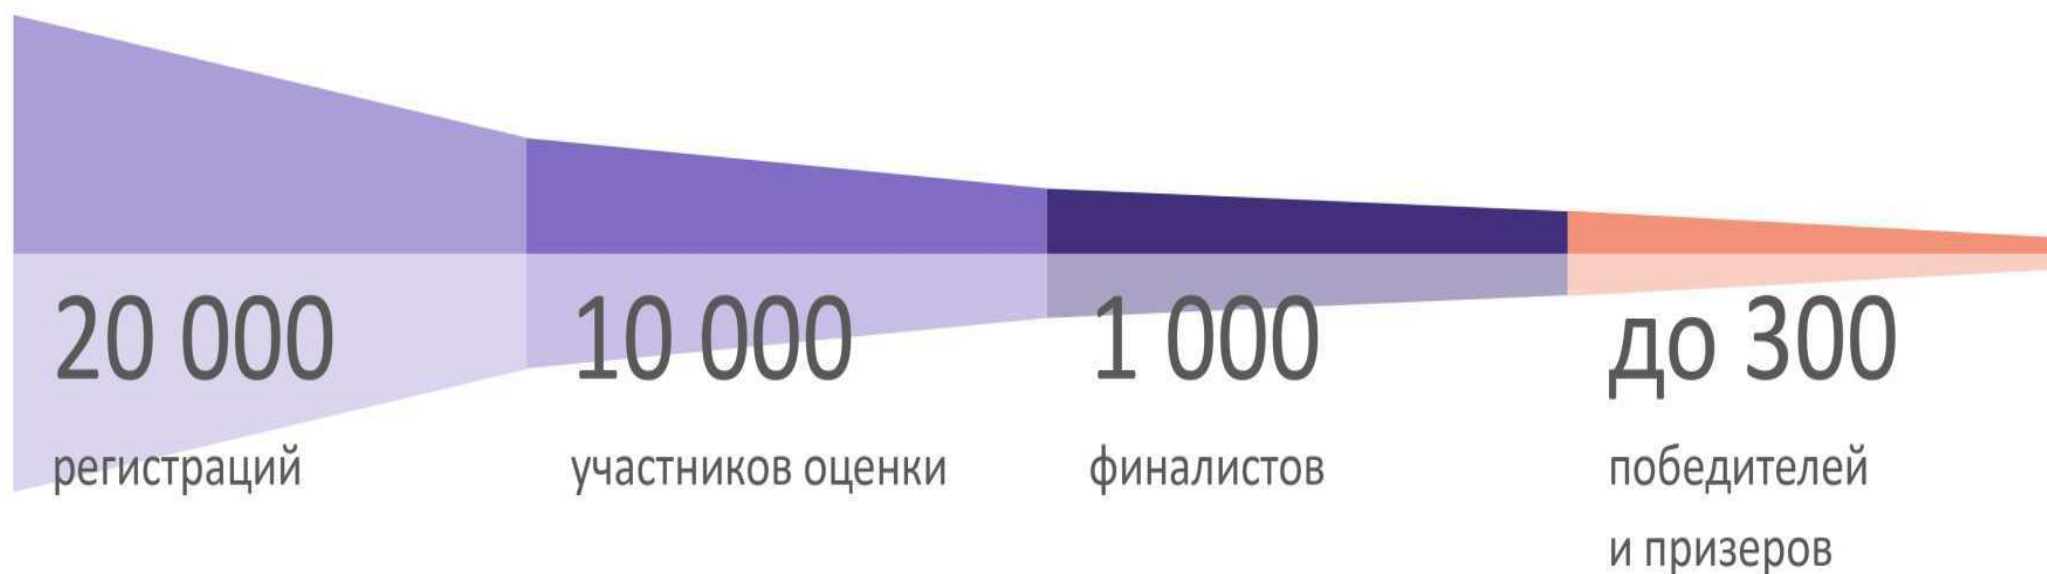 20 000
регистраций
10 000
участников оценки
1 000
финалистов
до 300
победителей
и призеров